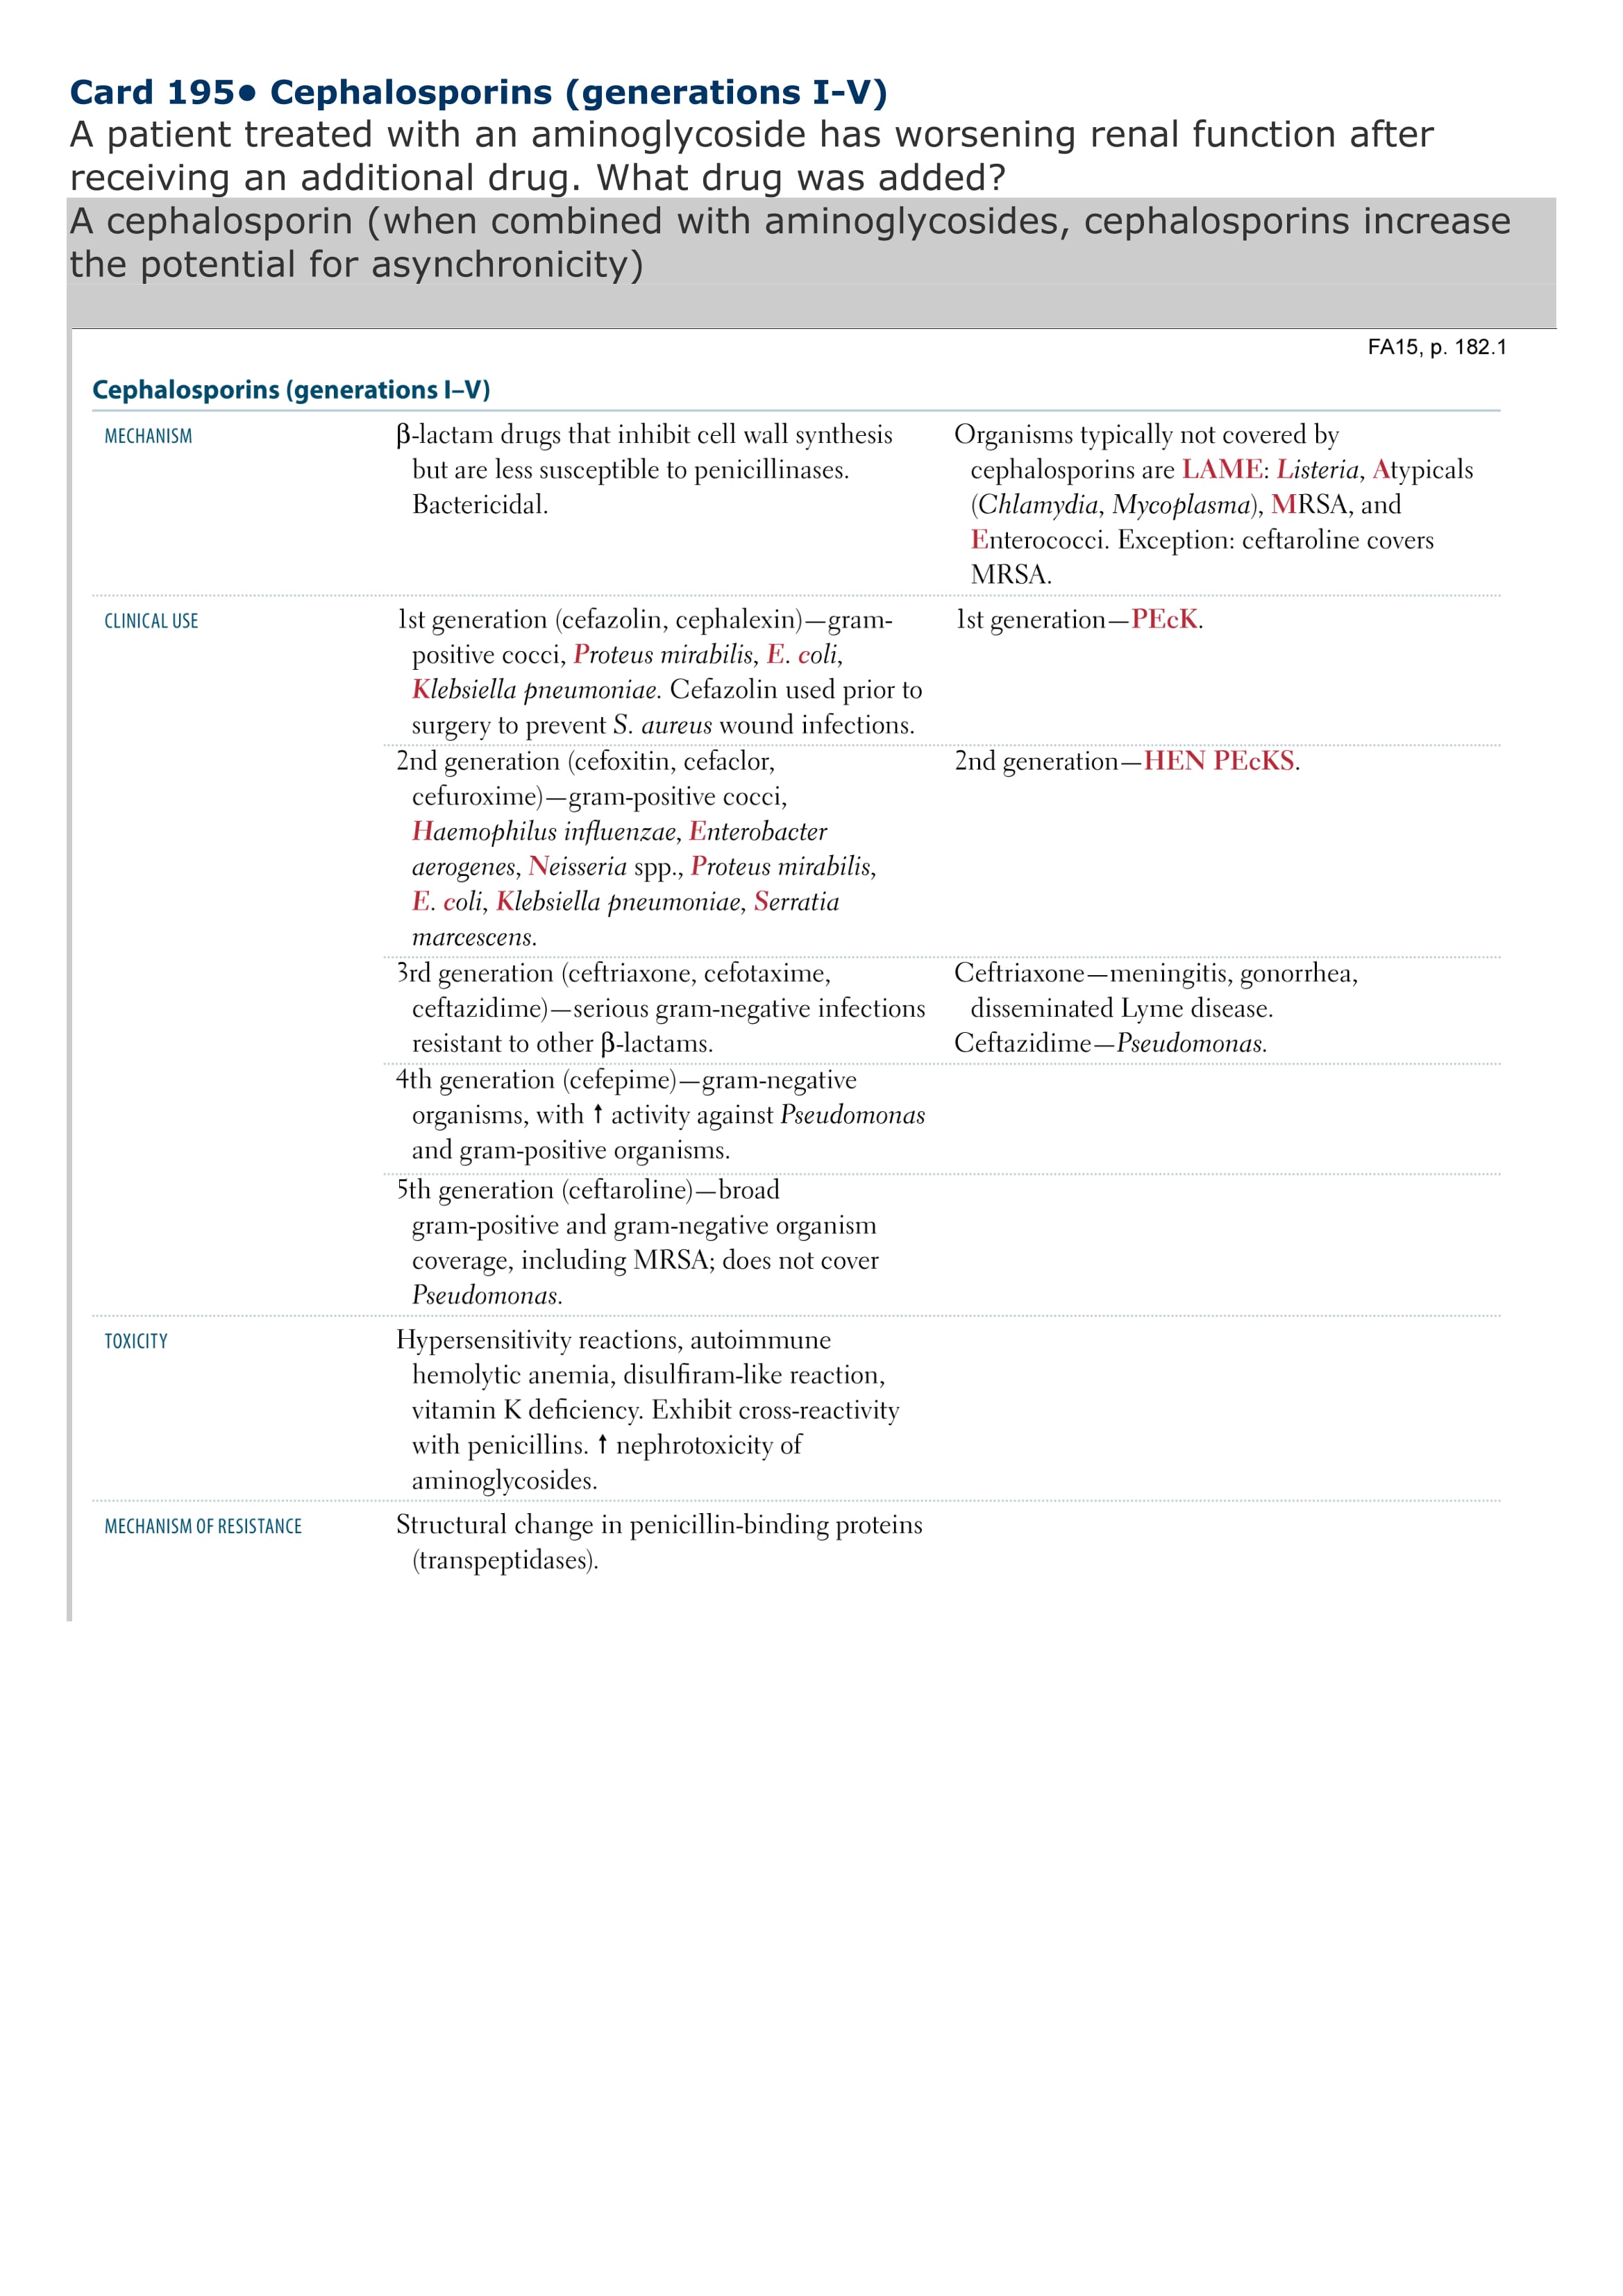 Card 195● Cephalosporins (generations I-V)
A patient treated with an aminoglycoside has worsening renal function after
receiving an additional drug. What drug was added?
A cephalosporin (when combined with aminoglycosides, cephalosporins increase
the potential for asynchronicity)
FA15, p. 182.1
Cephalosporins (generations I–V)
MECHANISM
β-lactam drugs that inhibit cell wall synthesis
but are less susceptible to penicillinases.
Bactericidal.
Organisms typically not covered by
cephalosporins are LAME: Listeria, Atypicals
(Chlamydia, Mycoplasma), MRSA, and
Enterococci. Exception: ceftaroline covers
MRSA.
CLINICAL USE
1st generation (cefazolin, cephalexin)—gram-
positive cocci, Proteus mirabilis, E. coli,
Klebsiella pneumoniae. Cefazolin used prior to
surgery to prevent S. aureus wound infections.
1st generation—PEcK.
2nd generation (cefoxitin, cefaclor,
cefuroxime)—gram-positive cocci,
Haemophilus influenzae, Enterobacter
aerogenes, Neisseria spp., Proteus mirabilis,
E. coli, Klebsiella pneumoniae, Serratia
marcescens.
2nd generation—HEN PEcKS.
3rd generation (ceftriaxone, cefotaxime,
ceftazidime)—serious gram-negative infections
resistant to other β-lactams.
Ceftriaxone—meningitis, gonorrhea,
disseminated Lyme disease.
Ceftazidime—Pseudomonas.
4th generation (cefepime)—gram-negative
organisms, with ↑ activity against Pseudomonas
and gram-positive organisms.
5th generation (ceftaroline)—broad
gram-positive and gram-negative organism
coverage, including MRSA; does not cover
Pseudomonas.
TOXICITY
Hypersensitivity reactions, autoimmune
hemolytic anemia, disulfiram-like reaction,
vitamin K deficiency. Exhibit cross-reactivity
with penicillins. ↑ nephrotoxicity of
aminoglycosides.
MECHANISM OF RESISTANCE
Structural change in penicillin-binding proteins
(transpeptidases).